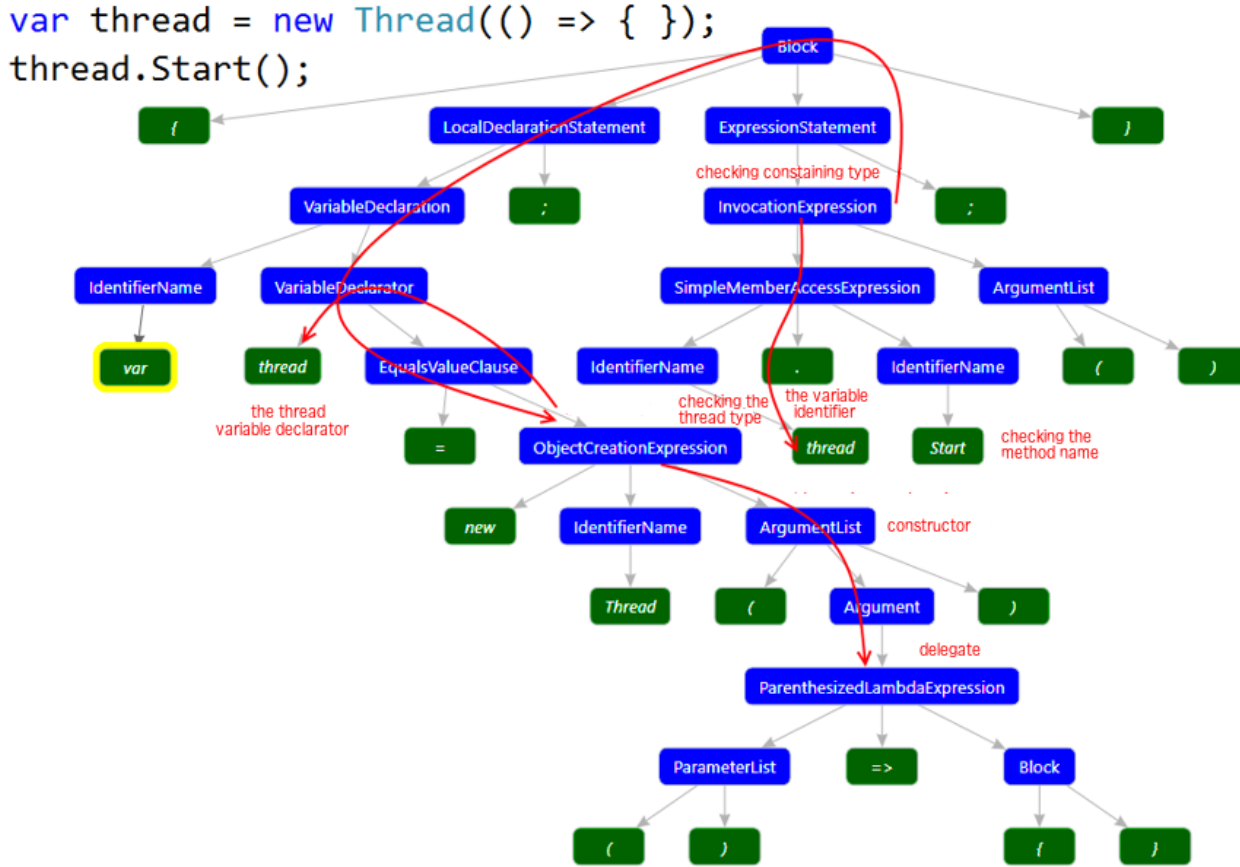 var thread = new Thread(() => { });
thread.Start();
Block
{
LocalDeclarationStatement
ExpressionStatement
}
checking constaining type
VariableDeclaration
;
InvocationExpression
;
IdentifierName
VariableDeclarator
SimpleMemberAccessExpression
ArgumentList
var
thread
EqualsValueClause
IdentifierName
.
IdentifierName
(
)
the thread
variable declarator
checking the
thread type
the variable
identifier
=
ObjectCreationExpression
thread
Start
checking the
method name
new
IdentifierName
ArgumentList
constructor
Thread
(
Argument
)
delegate
ParenthesizedLambdaExpression
ParameterList
=>
Block
(
)
{
}